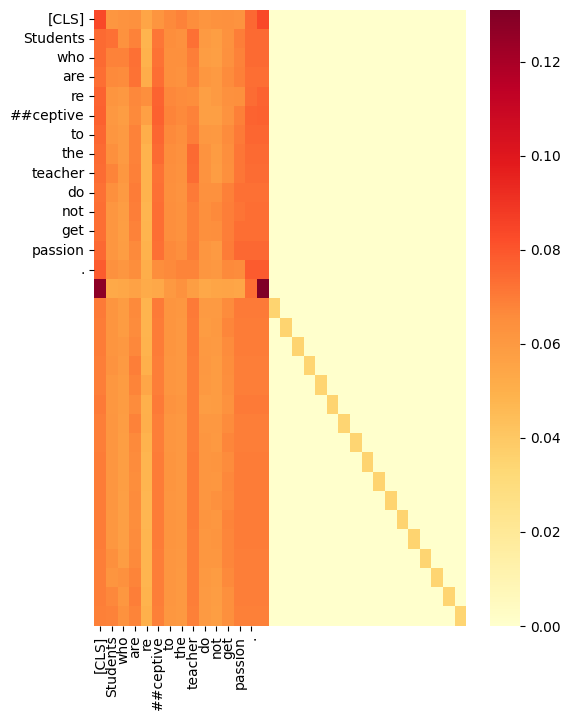 [CLS]
Students
who
are
re
##ceptive
to
the
teacher
do
not
get
passion
.
0.12
0.10
0.08
0.06
0.04
0.02
0.00
[CLS]
Students
who
are
re
##ceptive
to
the
teacher
do
not
get
passion
.